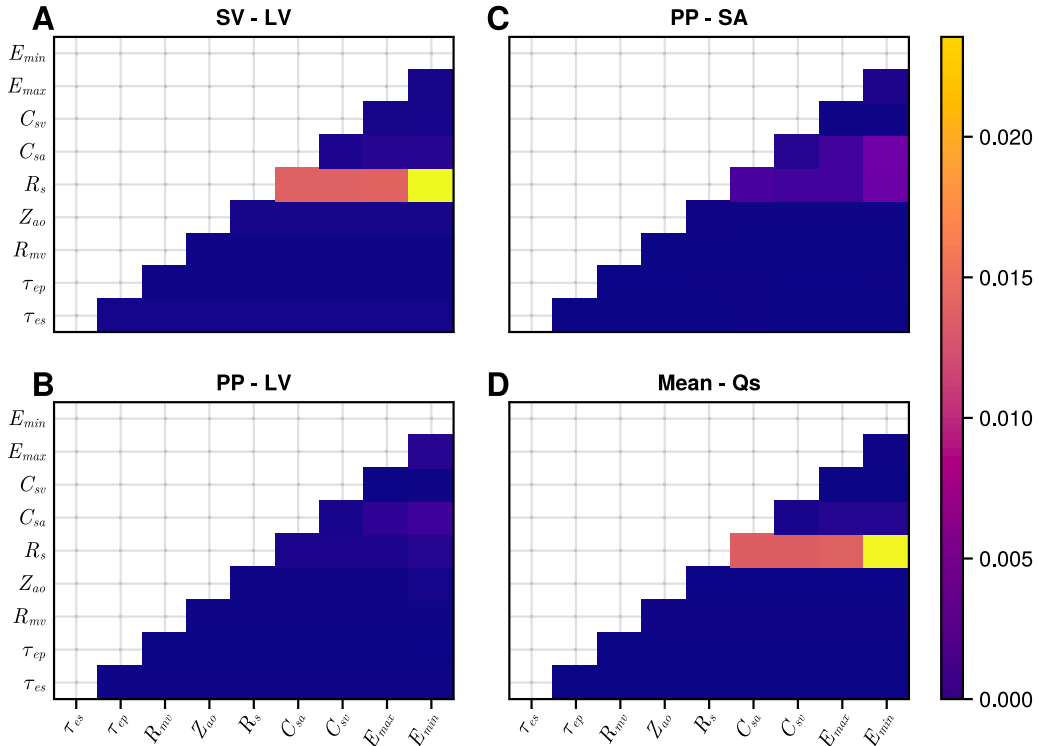 A SV - LV
E_min
E_max
C_sv
C_sa
R_s
Z_ao
R_mv
τ_ep
τ_es
C PP - SA
0.020
0.015
0.010
0.005
0.000
B PP - LV
E_min
E_max
C_sv
C_sa
R_s
Z_ao
R_mv
τ_ep
τ_es
τ_es τ_ep R_mv Z_ao R_s C_sa C_sv E_max E_min
D Mean - Qs
τ_es τ_ep R_mv Z_ao R_s C_sa C_sv E_max E_min